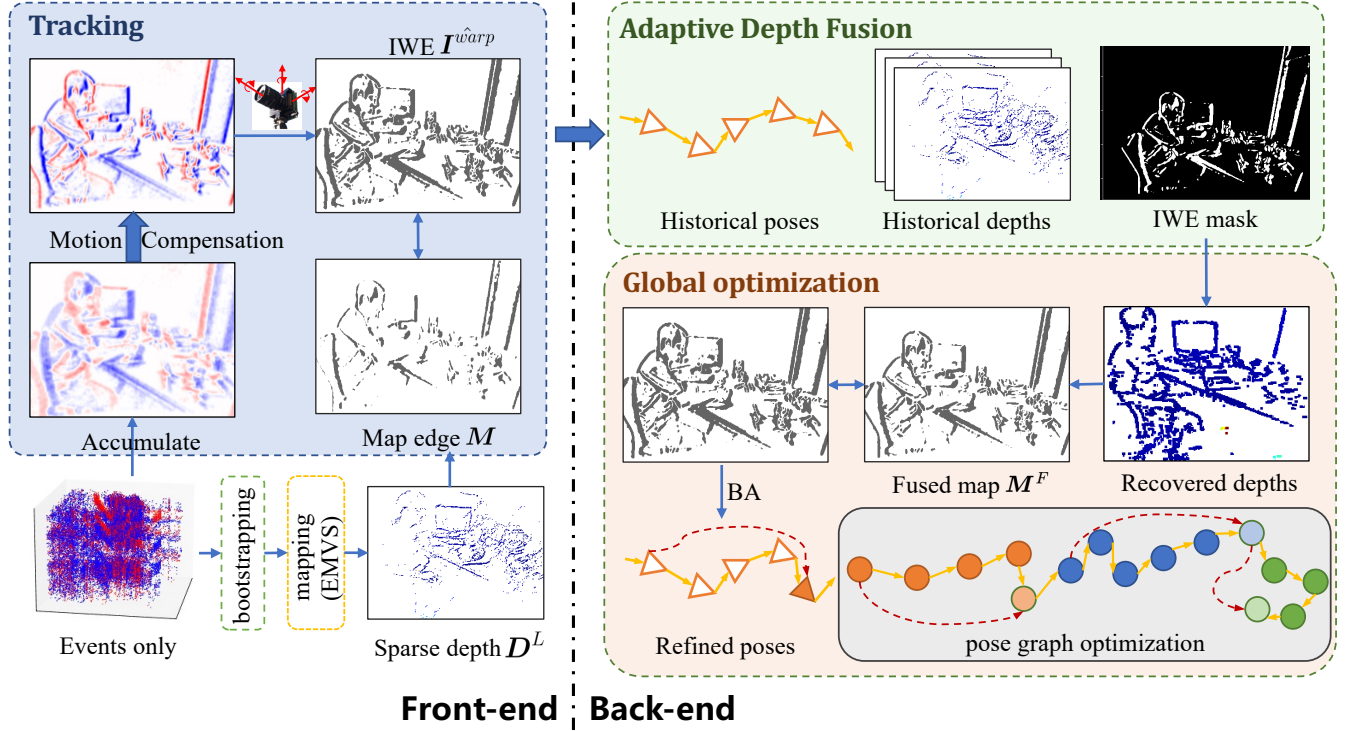 Tracking
IWE I^{ŵarp}
Motion Compensation
Accumulate
Map edge M
bootstrapping
mapping
(EMVS)
Events only
Sparse depth D^L
Front-end
Adaptive Depth Fusion
Historical poses
Historical depths
IWE mask
Global optimization
BA
Fused map M^F
Recovered depths
Refined poses
pose graph optimization
Back-end